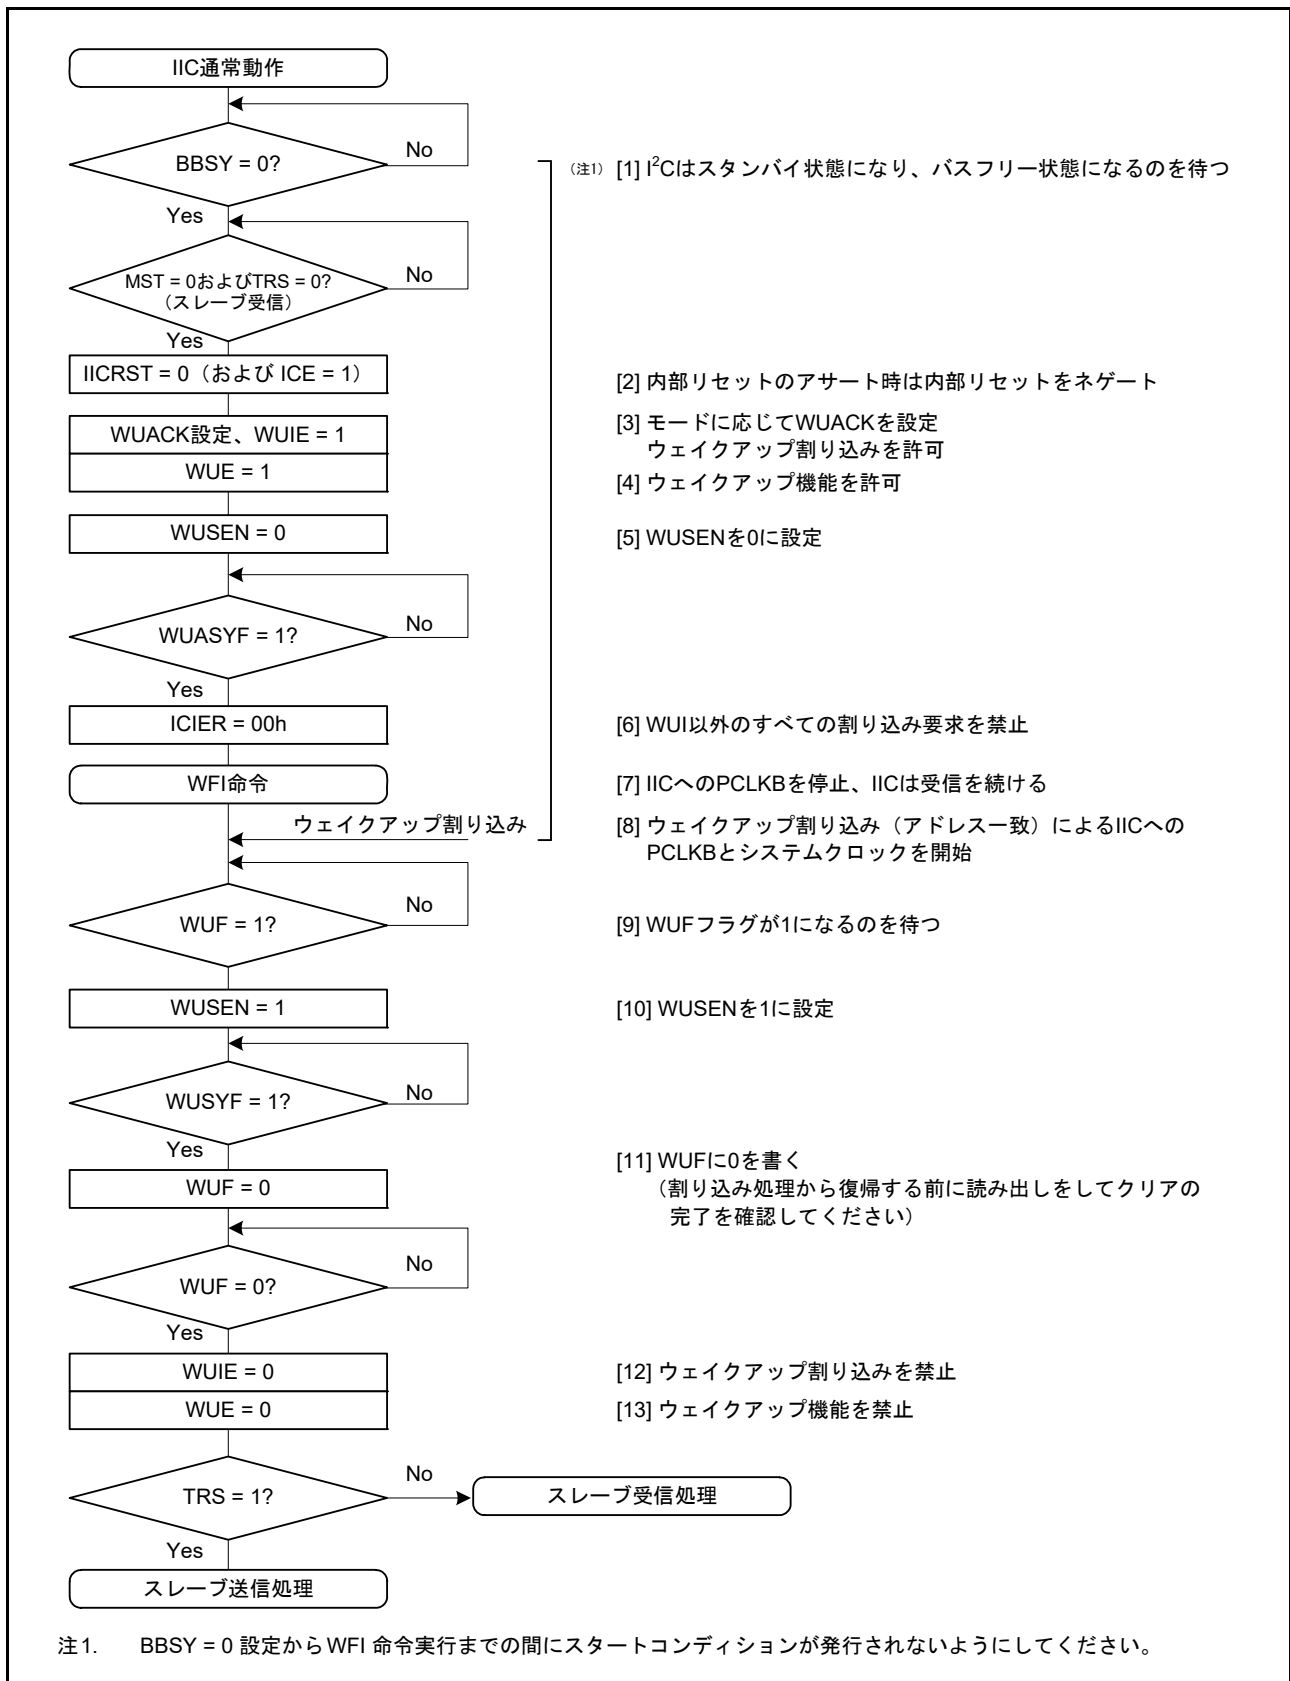 IIC通常動作
BBSY = 0?
No
(注1) [1] I²Cはスタンバイ状態になり、バスフリー状態になるのを待つ
Yes
MST = 0およびTRS = 0?
（スレーブ受信）
No
Yes
IICRST = 0（および ICE = 1）
[2] 内部リセットのアサート時は内部リセットをネゲート
WUACK設定、WUIE = 1
[3] モードに応じてWUACKを設定
ウェイクアップ割り込みを許可
WUE = 1
[4] ウェイクアップ機能を許可
WUSEN = 0
[5] WUSENを0に設定
WUASYF = 1?
No
Yes
ICIER = 00h
[6] WUI以外のすべての割り込み要求を禁止
WFI命令
[7] IICへのPCLKBを停止、IICは受信を続ける
ウェイクアップ割り込み
[8] ウェイクアップ割り込み（アドレス一致）によるIICへの
PCLKBとシステムクロックを開始
WUF = 1?
No
[9] WUFフラグが1になるのを待つ
WUSEN = 1
[10] WUSENを1に設定
WUSYF = 1?
No
Yes
WUF = 0
[11] WUFに0を書く
（割り込み処理から復帰する前に読み出しをしてクリアの
完了を確認してください）
WUF = 0?
No
Yes
WUIE = 0
[12] ウェイクアップ割り込みを禁止
WUE = 0
[13] ウェイクアップ機能を禁止
TRS = 1?
No
スレーブ受信処理
Yes
スレーブ送信処理
注1. BBSY = 0 設定から WFI 命令実行までの間にスタートコンディションが発行されないようにしてください。